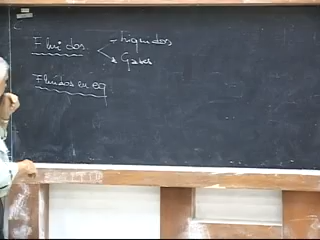 Fluidos < - Líquidos
- Gases
Fluidos en eq